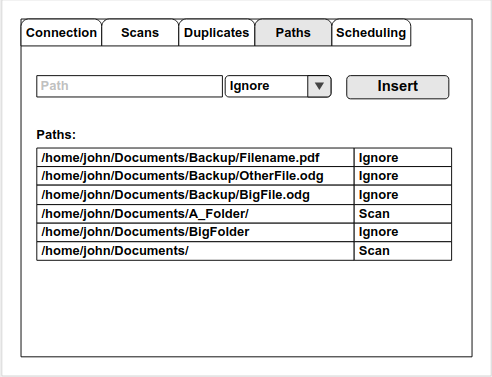 Connection Scans Duplicates Paths Scheduling
Path Ignore Insert
Paths:
/home/john/Documents/Backup/Filename.pdf Ignore
/home/john/Documents/Backup/OtherFile.odg Ignore
/home/john/Documents/Backup/BigFile.odg Ignore
/home/john/Documents/A_Folder/ Scan
/home/john/Documents/BigFolder Ignore
/home/john/Documents/ Scan